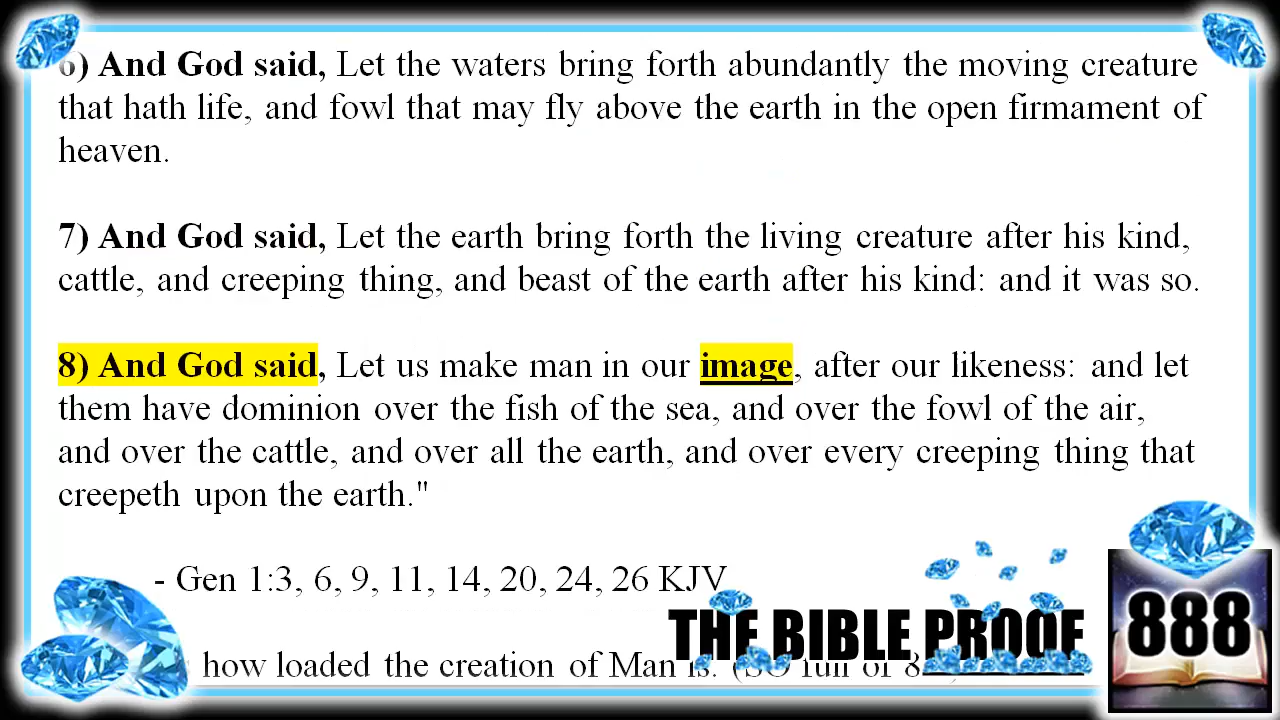 6) And God said, Let the waters bring forth abundantly the moving creature
that hath life, and fowl that may fly above the earth in the open firmament of
heaven.
7) And God said, Let the earth bring forth the living creature after his kind,
cattle, and creeping thing, and beast of the earth after his kind: and it was so.
8) And God said, Let us make man in our image, after our likeness: and let
them have dominion over the fish of the sea, and over the fowl of the air,
and over the cattle, and over all the earth, and over every creeping thing that
creepeth upon the earth."
- Gen 1:3, 6, 9, 11, 14, 20, 24, 26 KJV
THE BIBLE PROOF
888
how loaded the creation of Man is. (SO full of